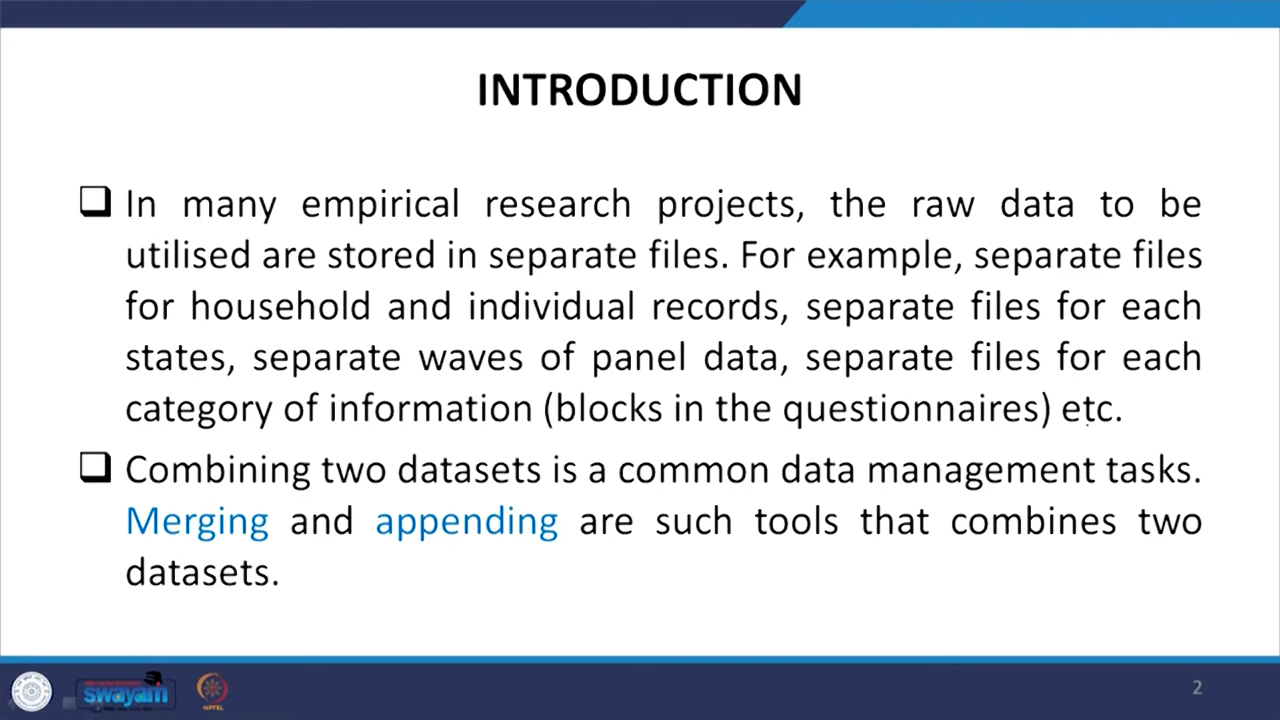 INTRODUCTION
In many empirical research projects, the raw data to be
utilised are stored in separate files. For example, separate files
for household and individual records, separate files for each
states, separate waves of panel data, separate files for each
category of information (blocks in the questionnaires) etc.
Combining two datasets is a common data management tasks.
Merging and appending are such tools that combines two
datasets.
swayam
NPTEL
2